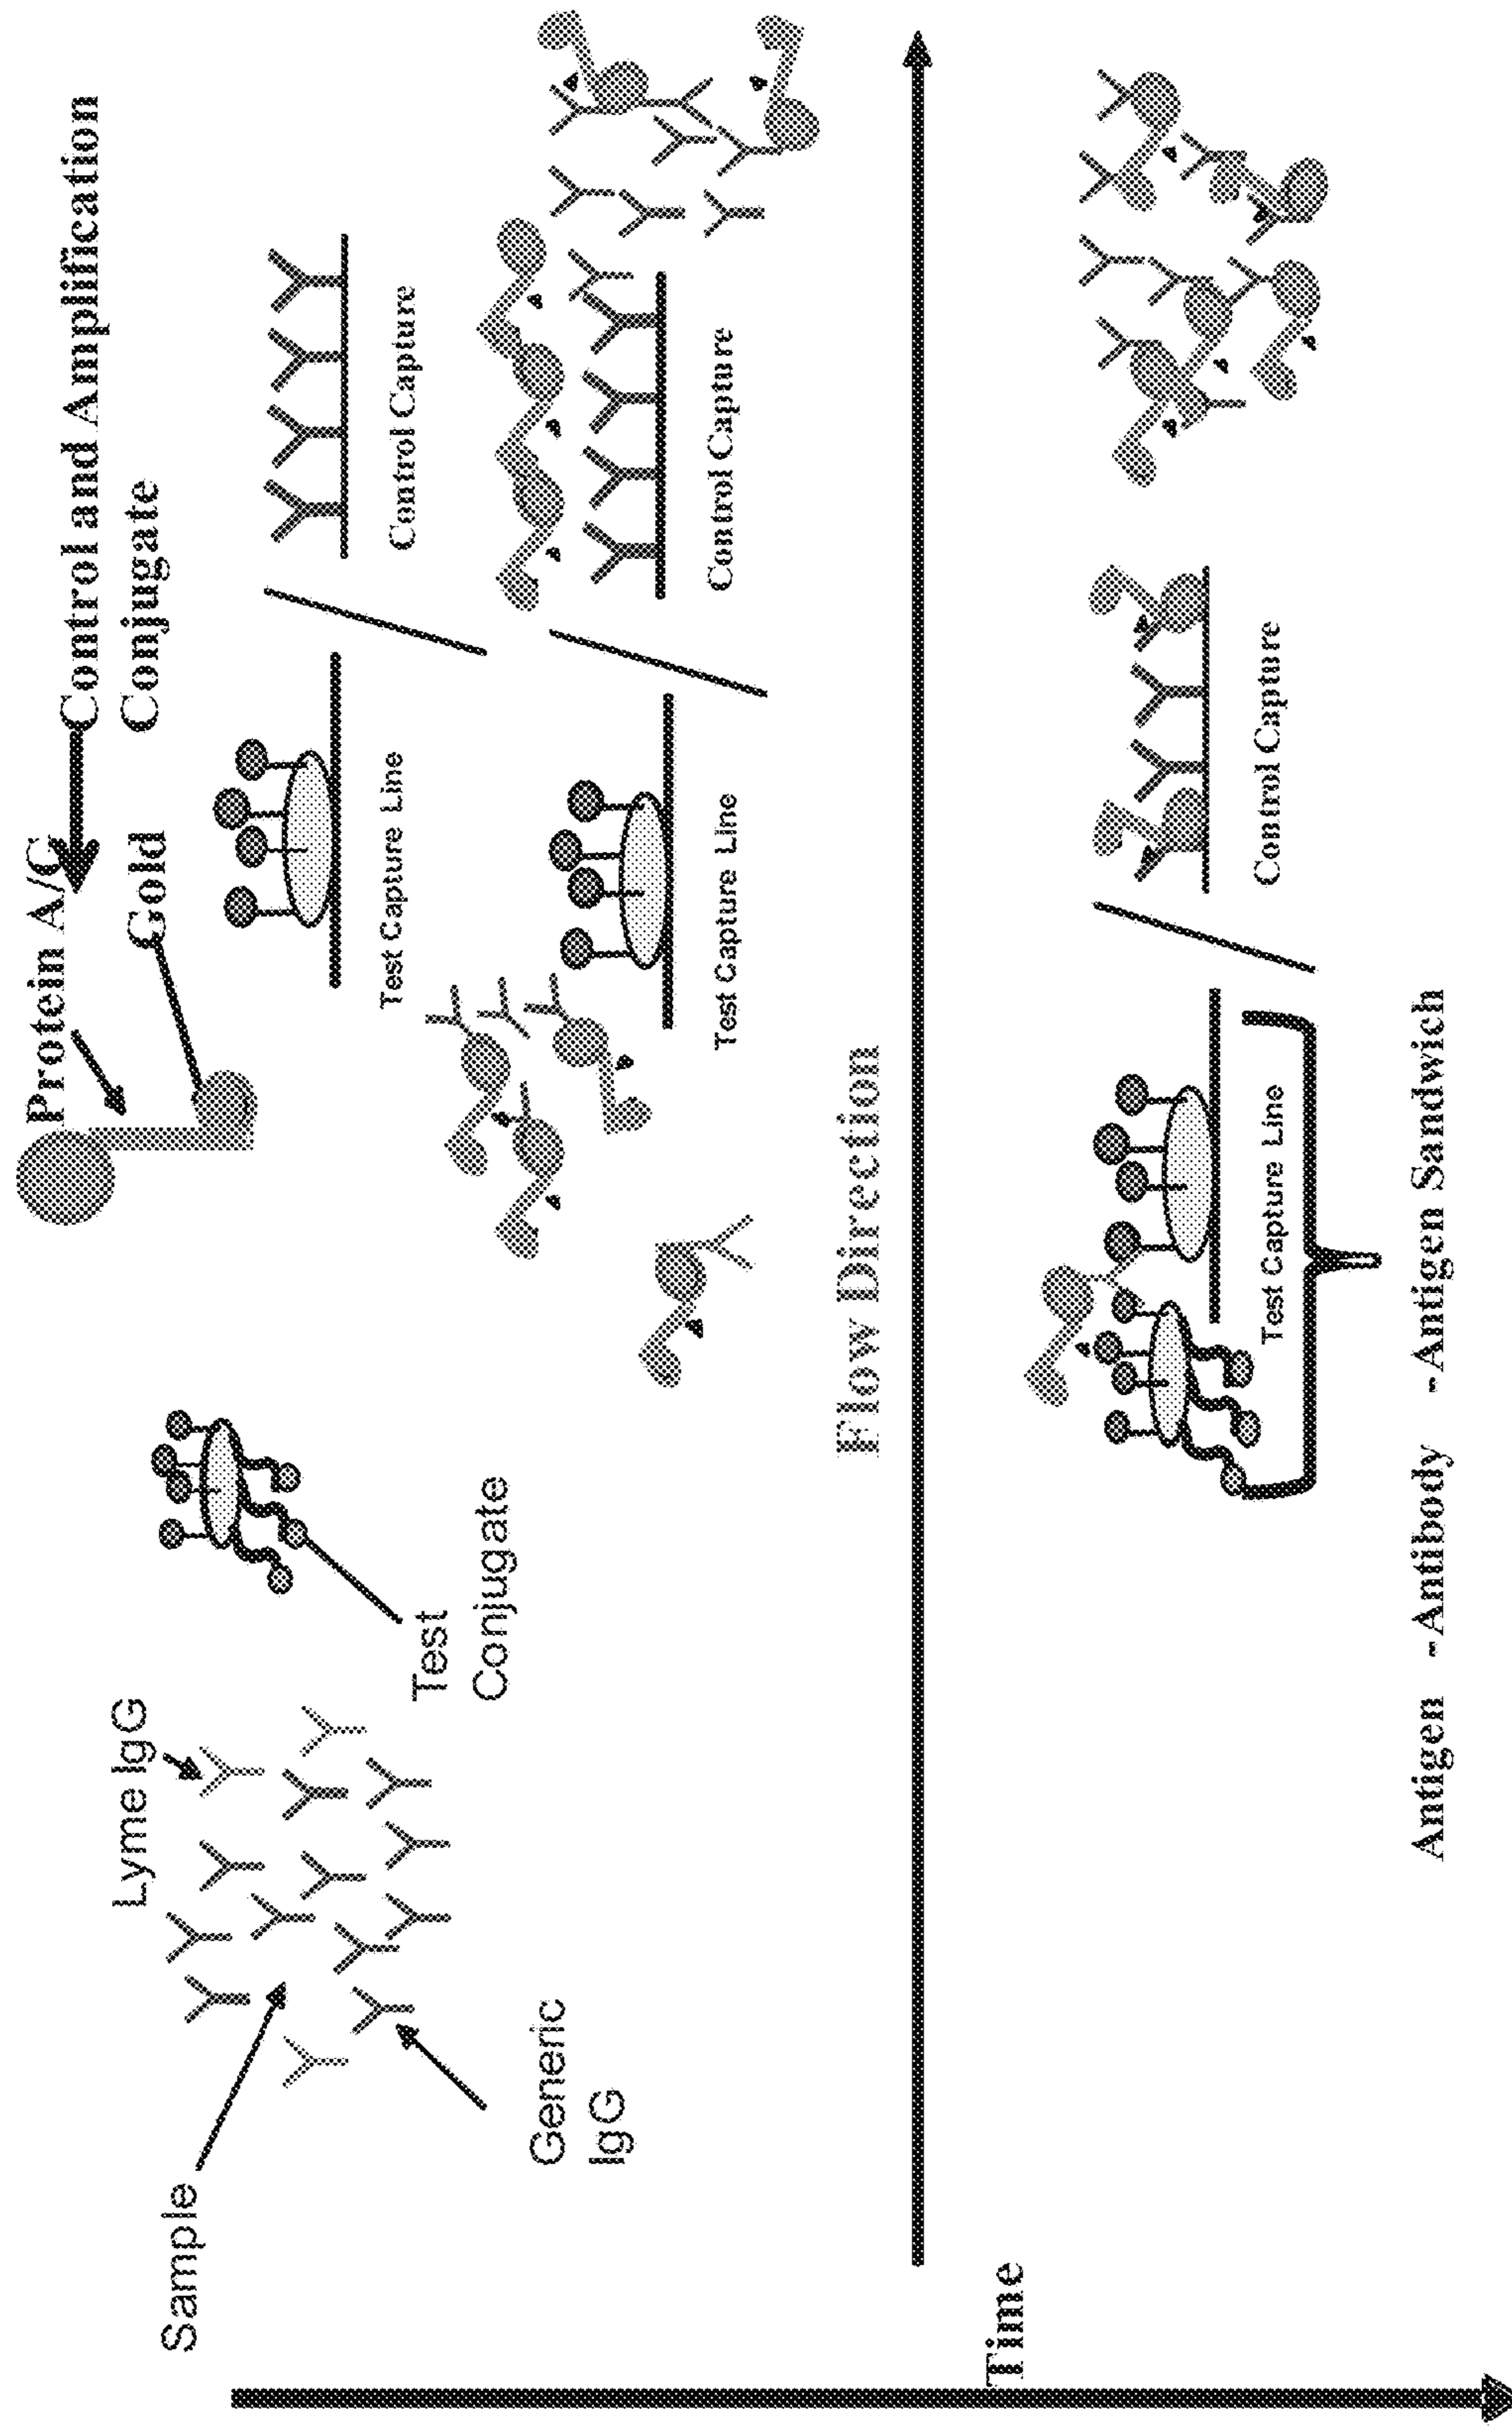 Protein A/G
Control and Amplification
Conjugate
Gold
Lyme IgG
Sample
Generic
IgG
Test
Conjugate
Test Capture Line
Control Capture
Test Capture Line
Control Capture
Flow Direction
Time
Test Capture Line
Control Capture
Antigen -Antibody -Antigen Sandwich